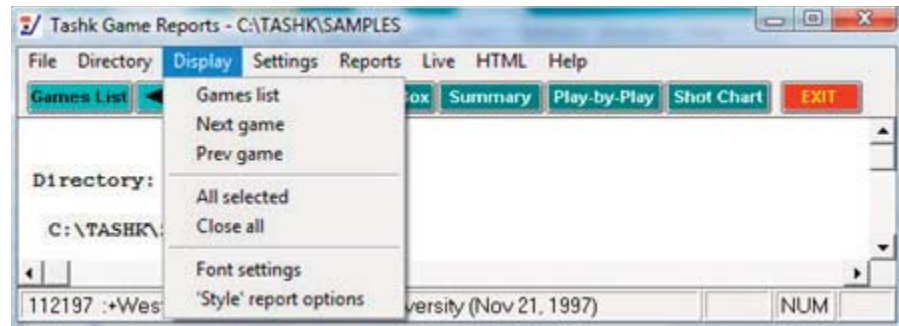 Tashk Game Reports - C:\TASHK\SAMPLES
File Directory Display Settings Reports Live HTML Help
Games List Summary Play-by-Play Shot Chart EXIT
Games list
Next game
Prev game
Directory:
All selected
C:\TASHK\
Close all
Font settings
'Style' report options
112197 :+Wes versity (Nov 21, 1997) NUM